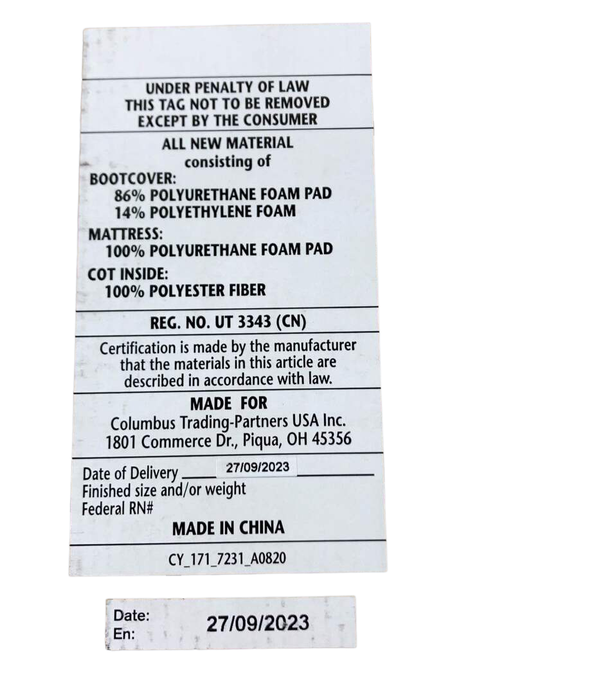 UNDER PENALTY OF LAW
THIS TAG NOT TO BE REMOVED
EXCEPT BY THE CONSUMER
ALL NEW MATERIAL
consisting of
BOOTCOVER:
86% POLYURETHANE FOAM PAD
14% POLYETHYLENE FOAM
MATTRESS:
100% POLYURETHANE FOAM PAD
COT INSIDE:
100% POLYESTER FIBER
REG. NO. UT 3343 (CN)
Certification is made by the manufacturer
that the materials in this article are
described in accordance with law.
MADE FOR
Columbus Trading-Partners USA Inc.
1801 Commerce Dr., Piqua, OH 45356
Date of Delivery 27/09/2023
Finished size and/or weight
Federal RN#
MADE IN CHINA
CY_171_7231_A0820
Date: 27/09/2023
En: